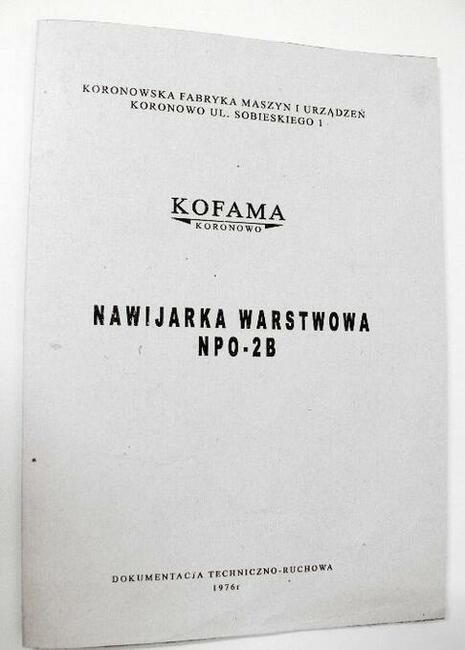 KORONOWSKA FABRYKA MASZYN I URZĄDZEŃ
KORONOWO UL. SOBIESKIEGO 1
KOFAMA
KORONOWO
NAWIJARKA WARSTWOWA
NPO-2B
DOKUMENTACJA TECHNICZNO-RUCHOWA
1976r